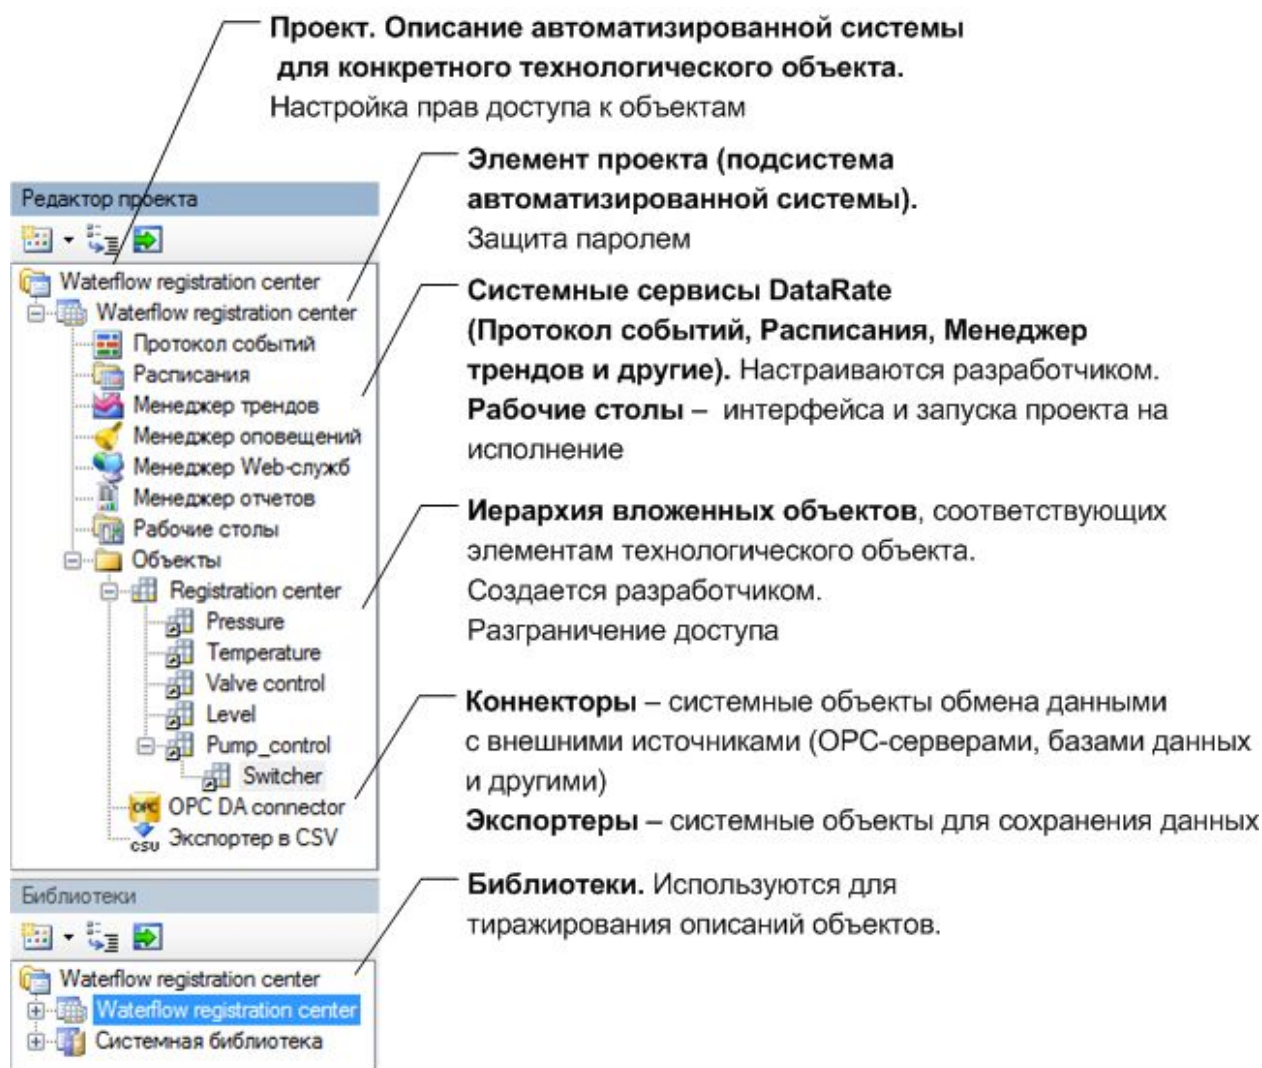 Проект. Описание автоматизированной системы
для конкретного технологического объекта.
Настройка прав доступа к объектам
Элемент проекта (подсистема
автоматизированной системы).
Защита паролем
Системные сервисы DataRate
(Протокол событий, Расписания, Менеджер
трендов и другие). Настраиваются разработчиком.
Рабочие столы – интерфейса и запуска проекта на
исполнение
Иерархия вложенных объектов, соответствующих
элементам технологического объекта.
Создается разработчиком.
Разграничение доступа
Коннекторы – системные объекты обмена данными
с внешними источниками (OPC-серверами, базами данных
и другими)
Экспортеры – системные объекты для сохранения данных
Библиотеки. Используются для
тиражирования описаний объектов.
Редактор проекта
Waterflow registration center
Waterflow registration center
Протокол событий
Расписания
Менеджер трендов
Менеджер оповещений
Менеджер Web-служб
Менеджер отчетов
Рабочие столы
Объекты
Registration center
Pressure
Temperature
Valve control
Level
Pump_control
Switcher
OPC OPC DA connector
CSV Экспортер в CSV
Библиотеки
Waterflow registration center
Waterflow registration center
Системная библиотека